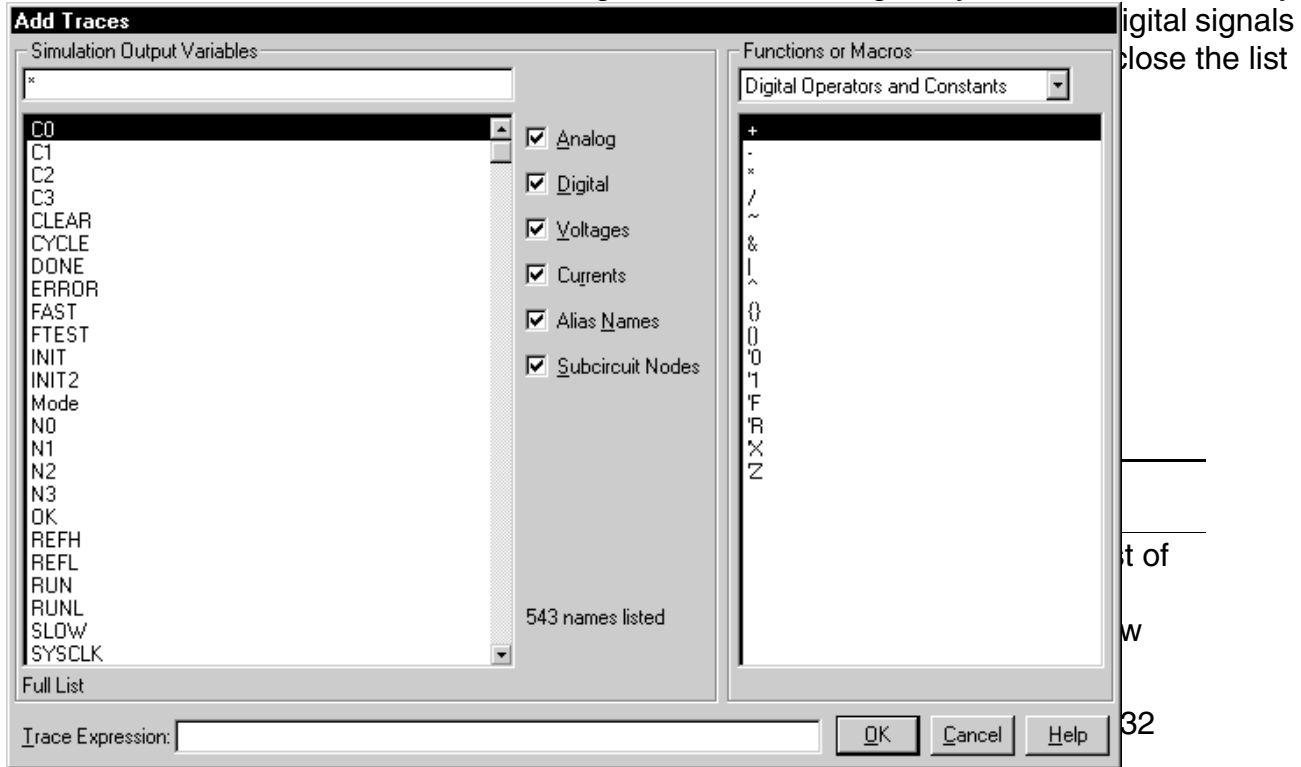 Add Traces
igital signals
Simulation Output Variables
Functions or Macros
close the list
*
Digital Operators and Constants
C0
C1
C2
C3
CLEAR
CYCLE
DONE
ERROR
FAST
FTEST
INIT
INIT2
Mode
N0
N1
N2
N3
OK
REFH
REFL
RUN
RUNL
SLOW
SYSCLK
Full List
Analog
Digital
Voltages
Currents
Alias Names
Subcircuit Nodes
543 names listed
+
-
*
/
~
&
|
^
{}
()
'0
'1
'F
'R
'X
'Z
st of
w
32
Trace Expression:
OK
Cancel
Help